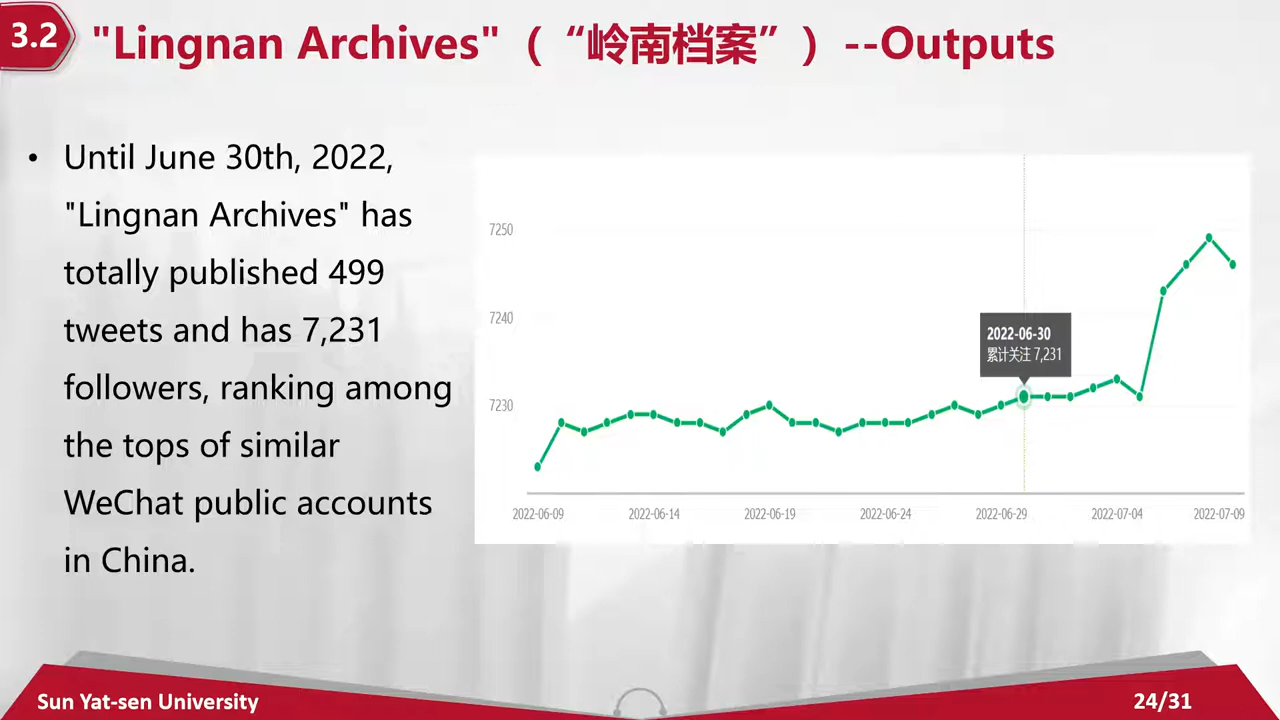 3.2
"Lingnan Archives"（“岭南档案”）--Outputs
• Until June 30th, 2022,
"Lingnan Archives" has
totally published 499
tweets and has 7,231
followers, ranking among
the tops of similar
WeChat public accounts
in China.
7250
7240
7230
2022-06-30
累计关注 7,231
2022-06-09 2022-06-14 2022-06-19 2022-06-24 2022-06-29 2022-07-04 2022-07-09
Sun Yat-sen University
24/31